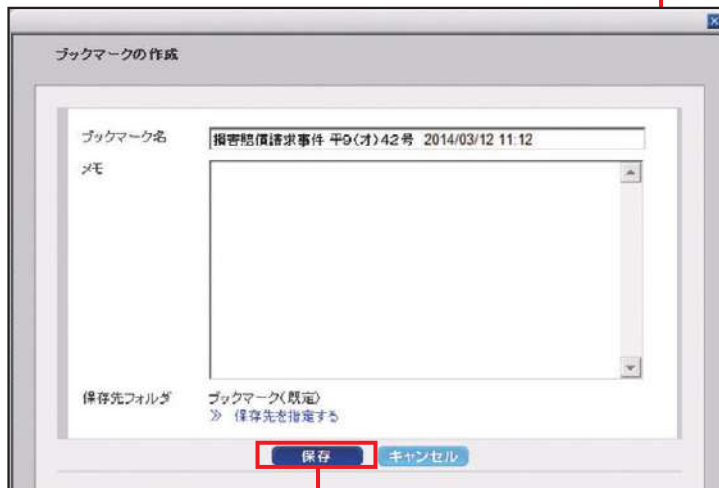 ブックマークの作成
ブックマーク名 損害賠償請求事件 平9(オ)42号 2014/03/12 11:12
メモ
保存先フォルダ ブックマーク(既定)
≫ 保存先を指定する
保存 キャンセル